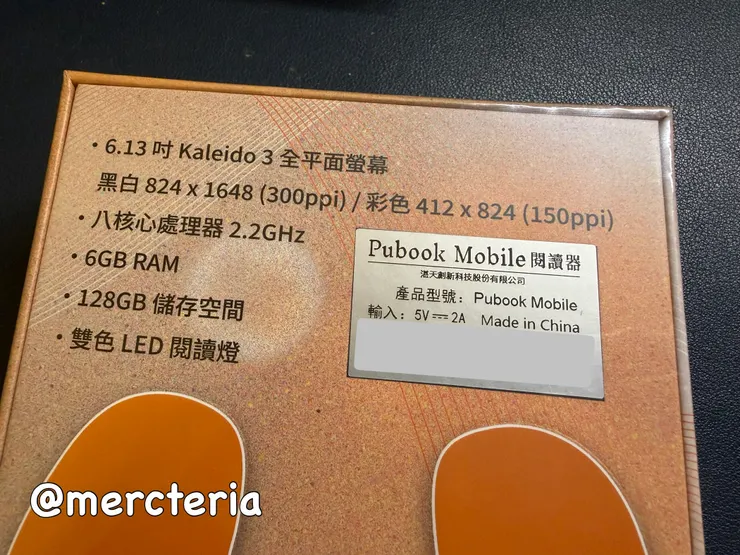 • 6.13 吋 Kaleido 3 全平面螢幕
黑白 824 x 1648 (300ppi) / 彩色 412 x 824 (150ppi)
• 八核心處理器 2.2GHz
• 6GB RAM
• 128GB 儲存空間
• 雙色 LED 閱讀燈
Pubook Mobile 閱讀器
湛天創新科技股份有限公司
產品型號：Pubook Mobile
輸入：5V⎓2A Made in China
@mercteria